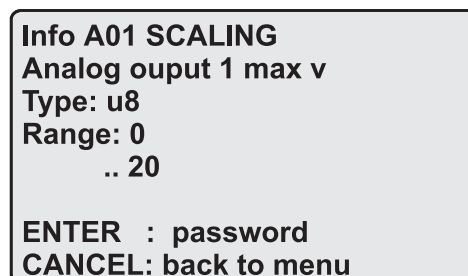 Info A01 SCALING
Analog ouput 1 max v
Type: u8
Range: 0
.. 20
ENTER : password
CANCEL: back to menu